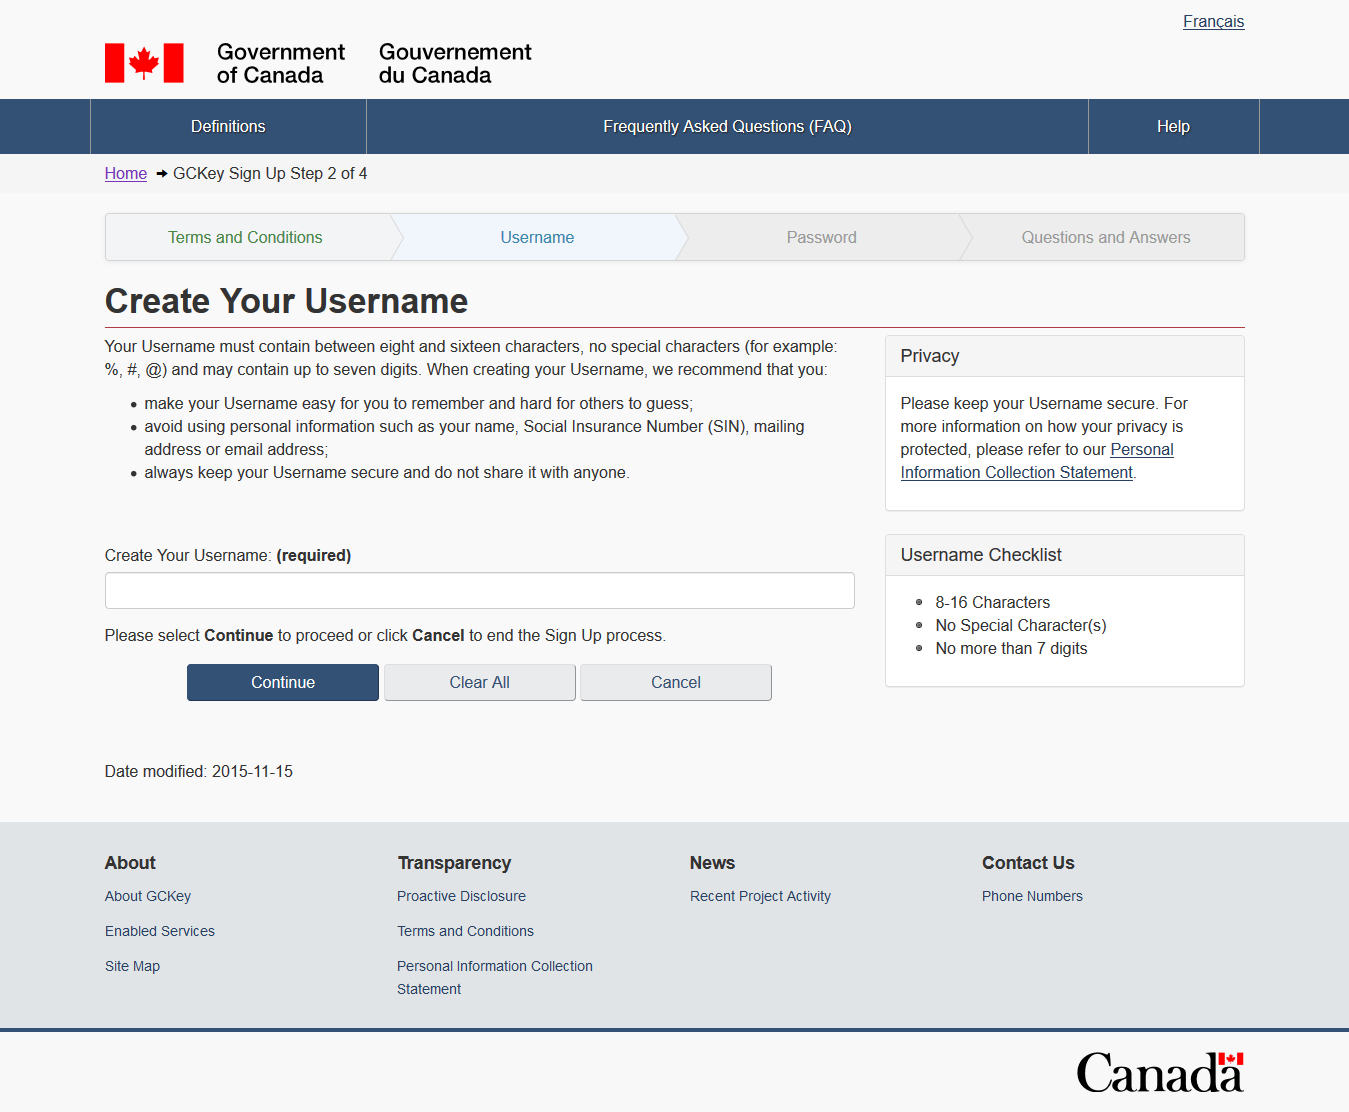 Français
Government of Canada
Gouvernement du Canada
Definitions
Frequently Asked Questions (FAQ)
Help
Home → GCKey Sign Up Step 2 of 4
Terms and Conditions
Username
Password
Questions and Answers
Create Your Username
Your Username must contain between eight and sixteen characters, no special characters (for example:
%, #, @) and may contain up to seven digits. When creating your Username, we recommend that you:
• make your Username easy for you to remember and hard for others to guess;
• avoid using personal information such as your name, Social Insurance Number (SIN), mailing
address or email address;
• always keep your Username secure and do not share it with anyone.
Create Your Username: (required)
Please select Continue to proceed or click Cancel to end the Sign Up process.
Continue
Clear All
Cancel
Privacy
Please keep your Username secure. For
more information on how your privacy is
protected, please refer to our Personal
Information Collection Statement.
Username Checklist
• 8-16 Characters
• No Special Character(s)
• No more than 7 digits
Date modified: 2015-11-15
About
About GCKey
Enabled Services
Site Map
Transparency
Proactive Disclosure
Terms and Conditions
Personal Information Collection
Statement
News
Recent Project Activity
Contact Us
Phone Numbers
Canada